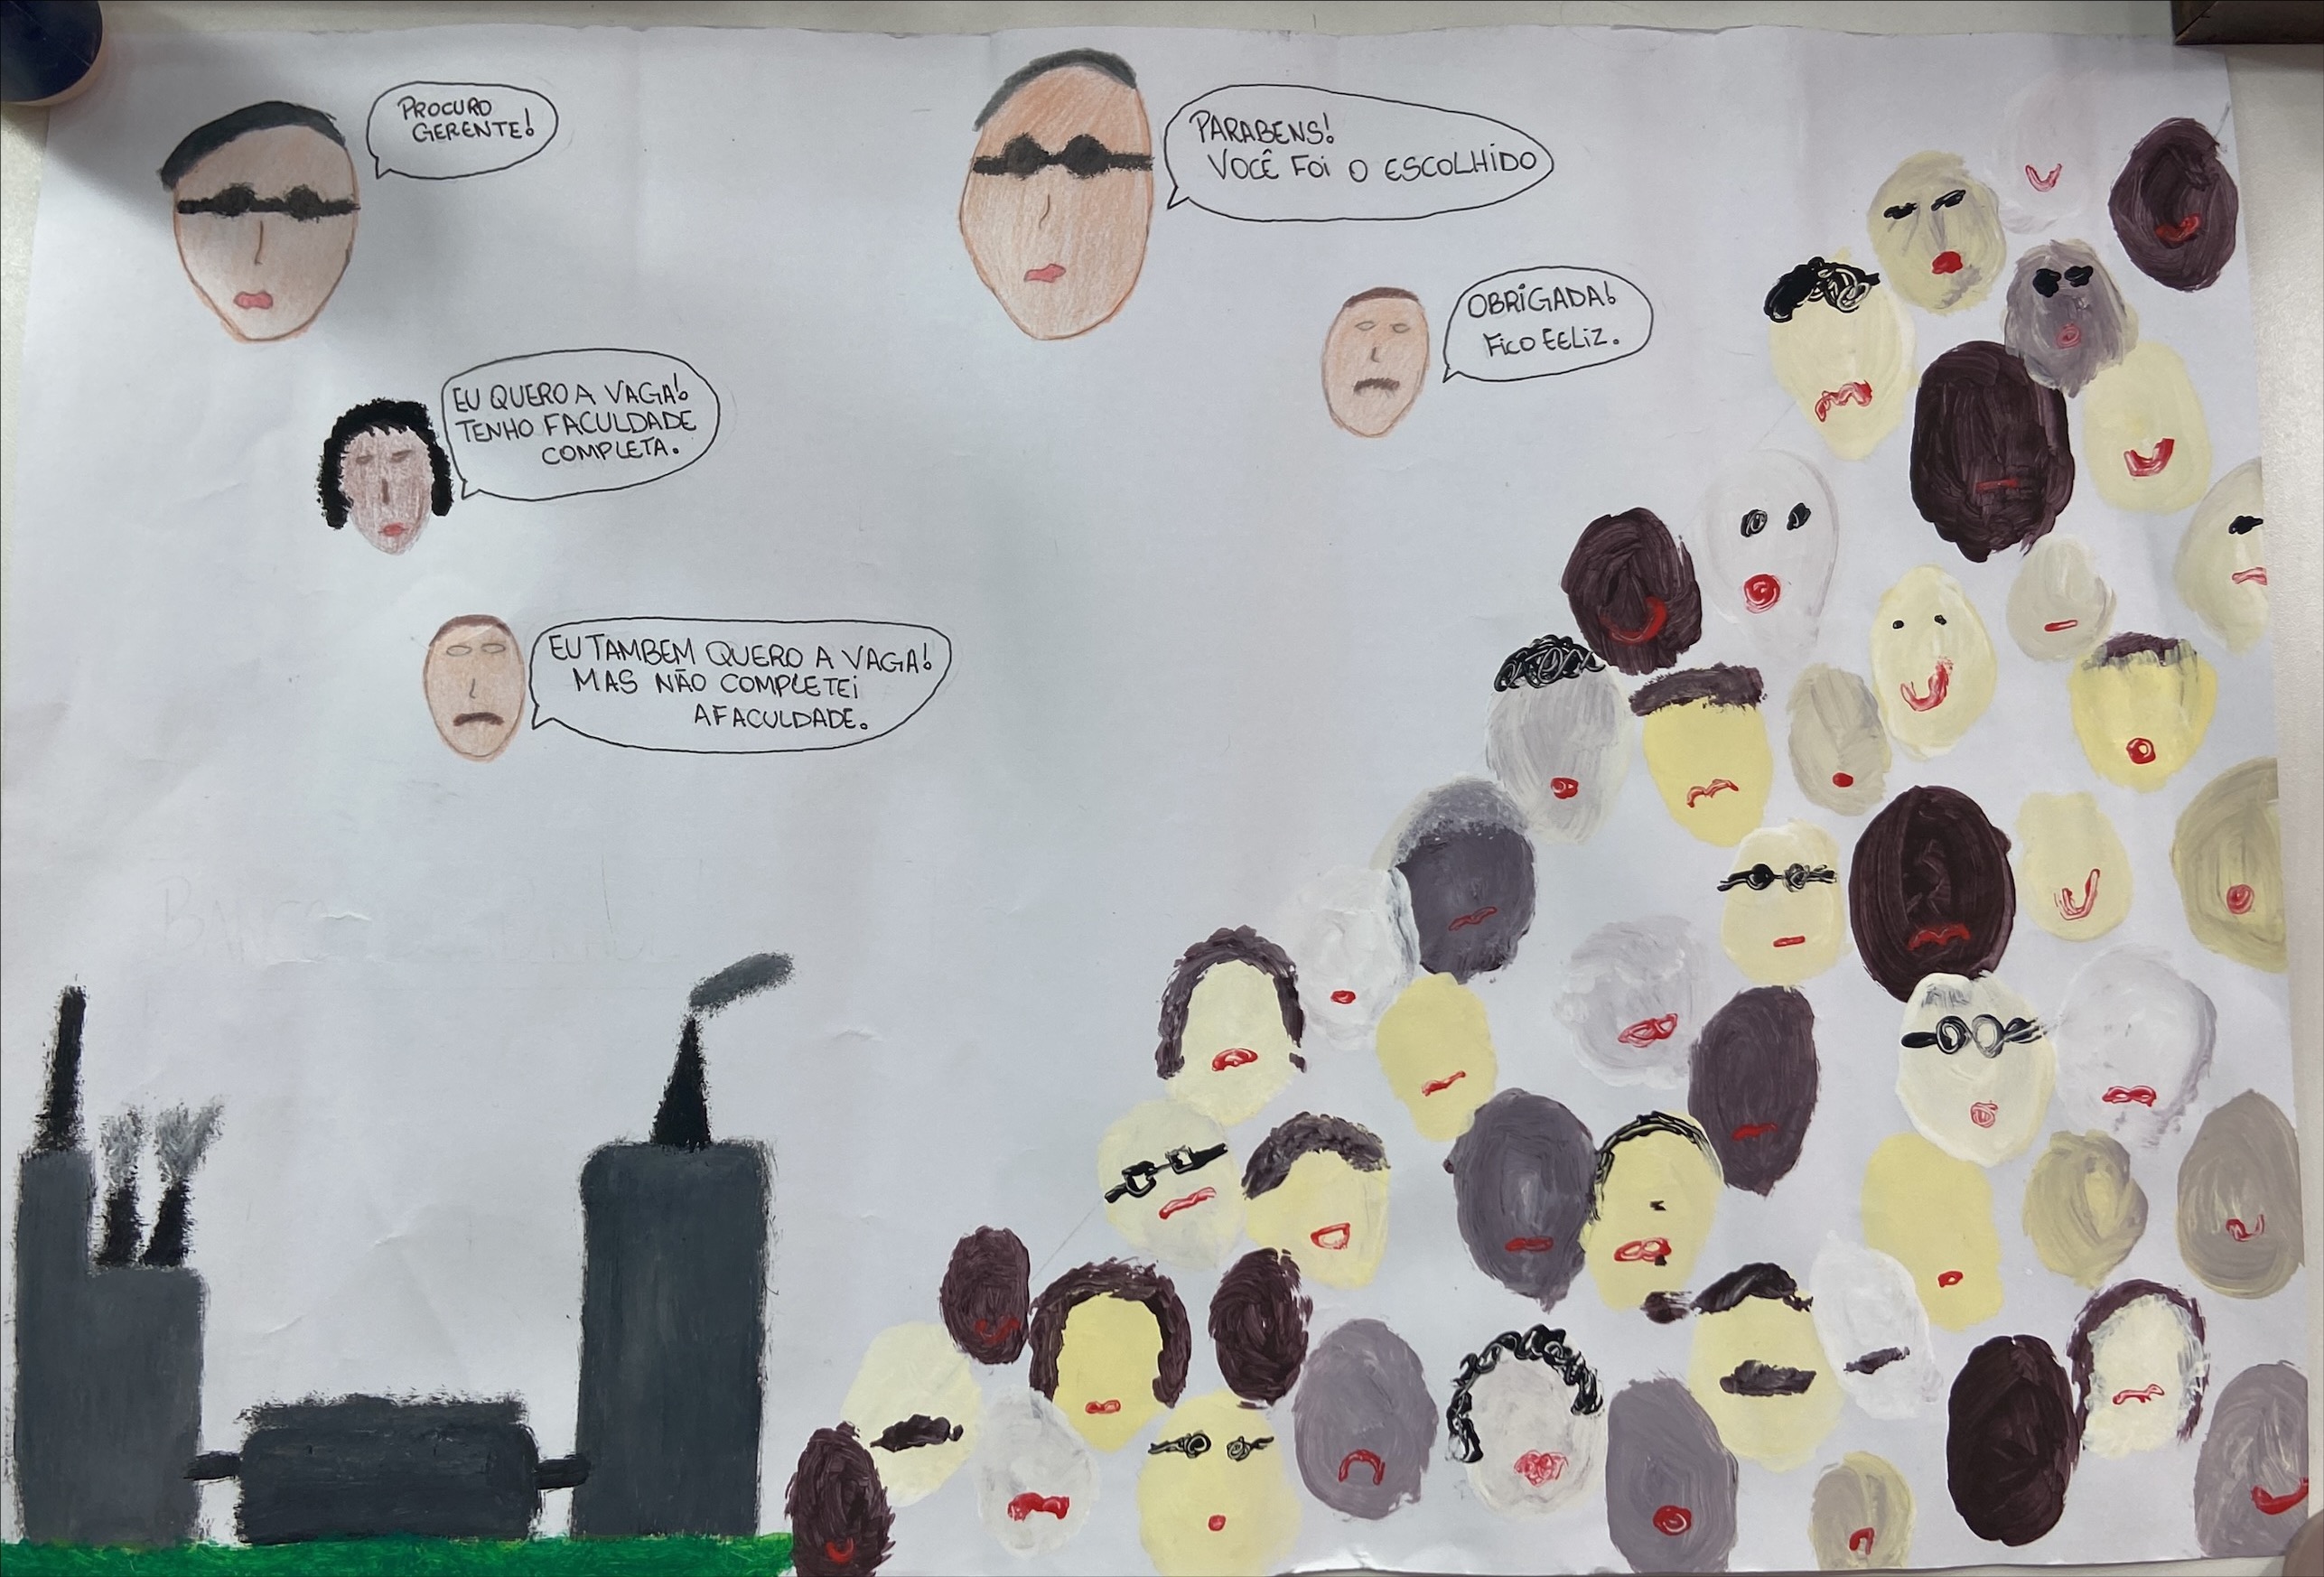 PROCURO
GERENTE!
EU QUERO A VAGA!
TENHO FACULDADE
COMPLETA.
EU TAMBEM QUERO A VAGA!
MAS NÃO COMPLETEI
A FACULDADE.
PARABENS!
VOCÊ FOI O ESCOLHIDO
OBRIGADA!
FICO EELIZ.